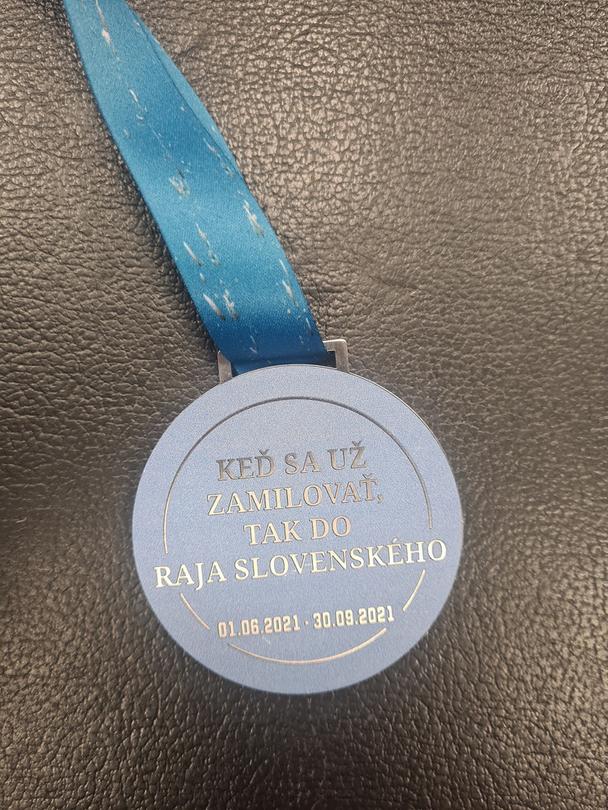 KEĎ SA UŽ
ZAMILOVAŤ,
TAK DO
RAJA SLOVENSKÉHO
01.06.2021 · 30.09.2021